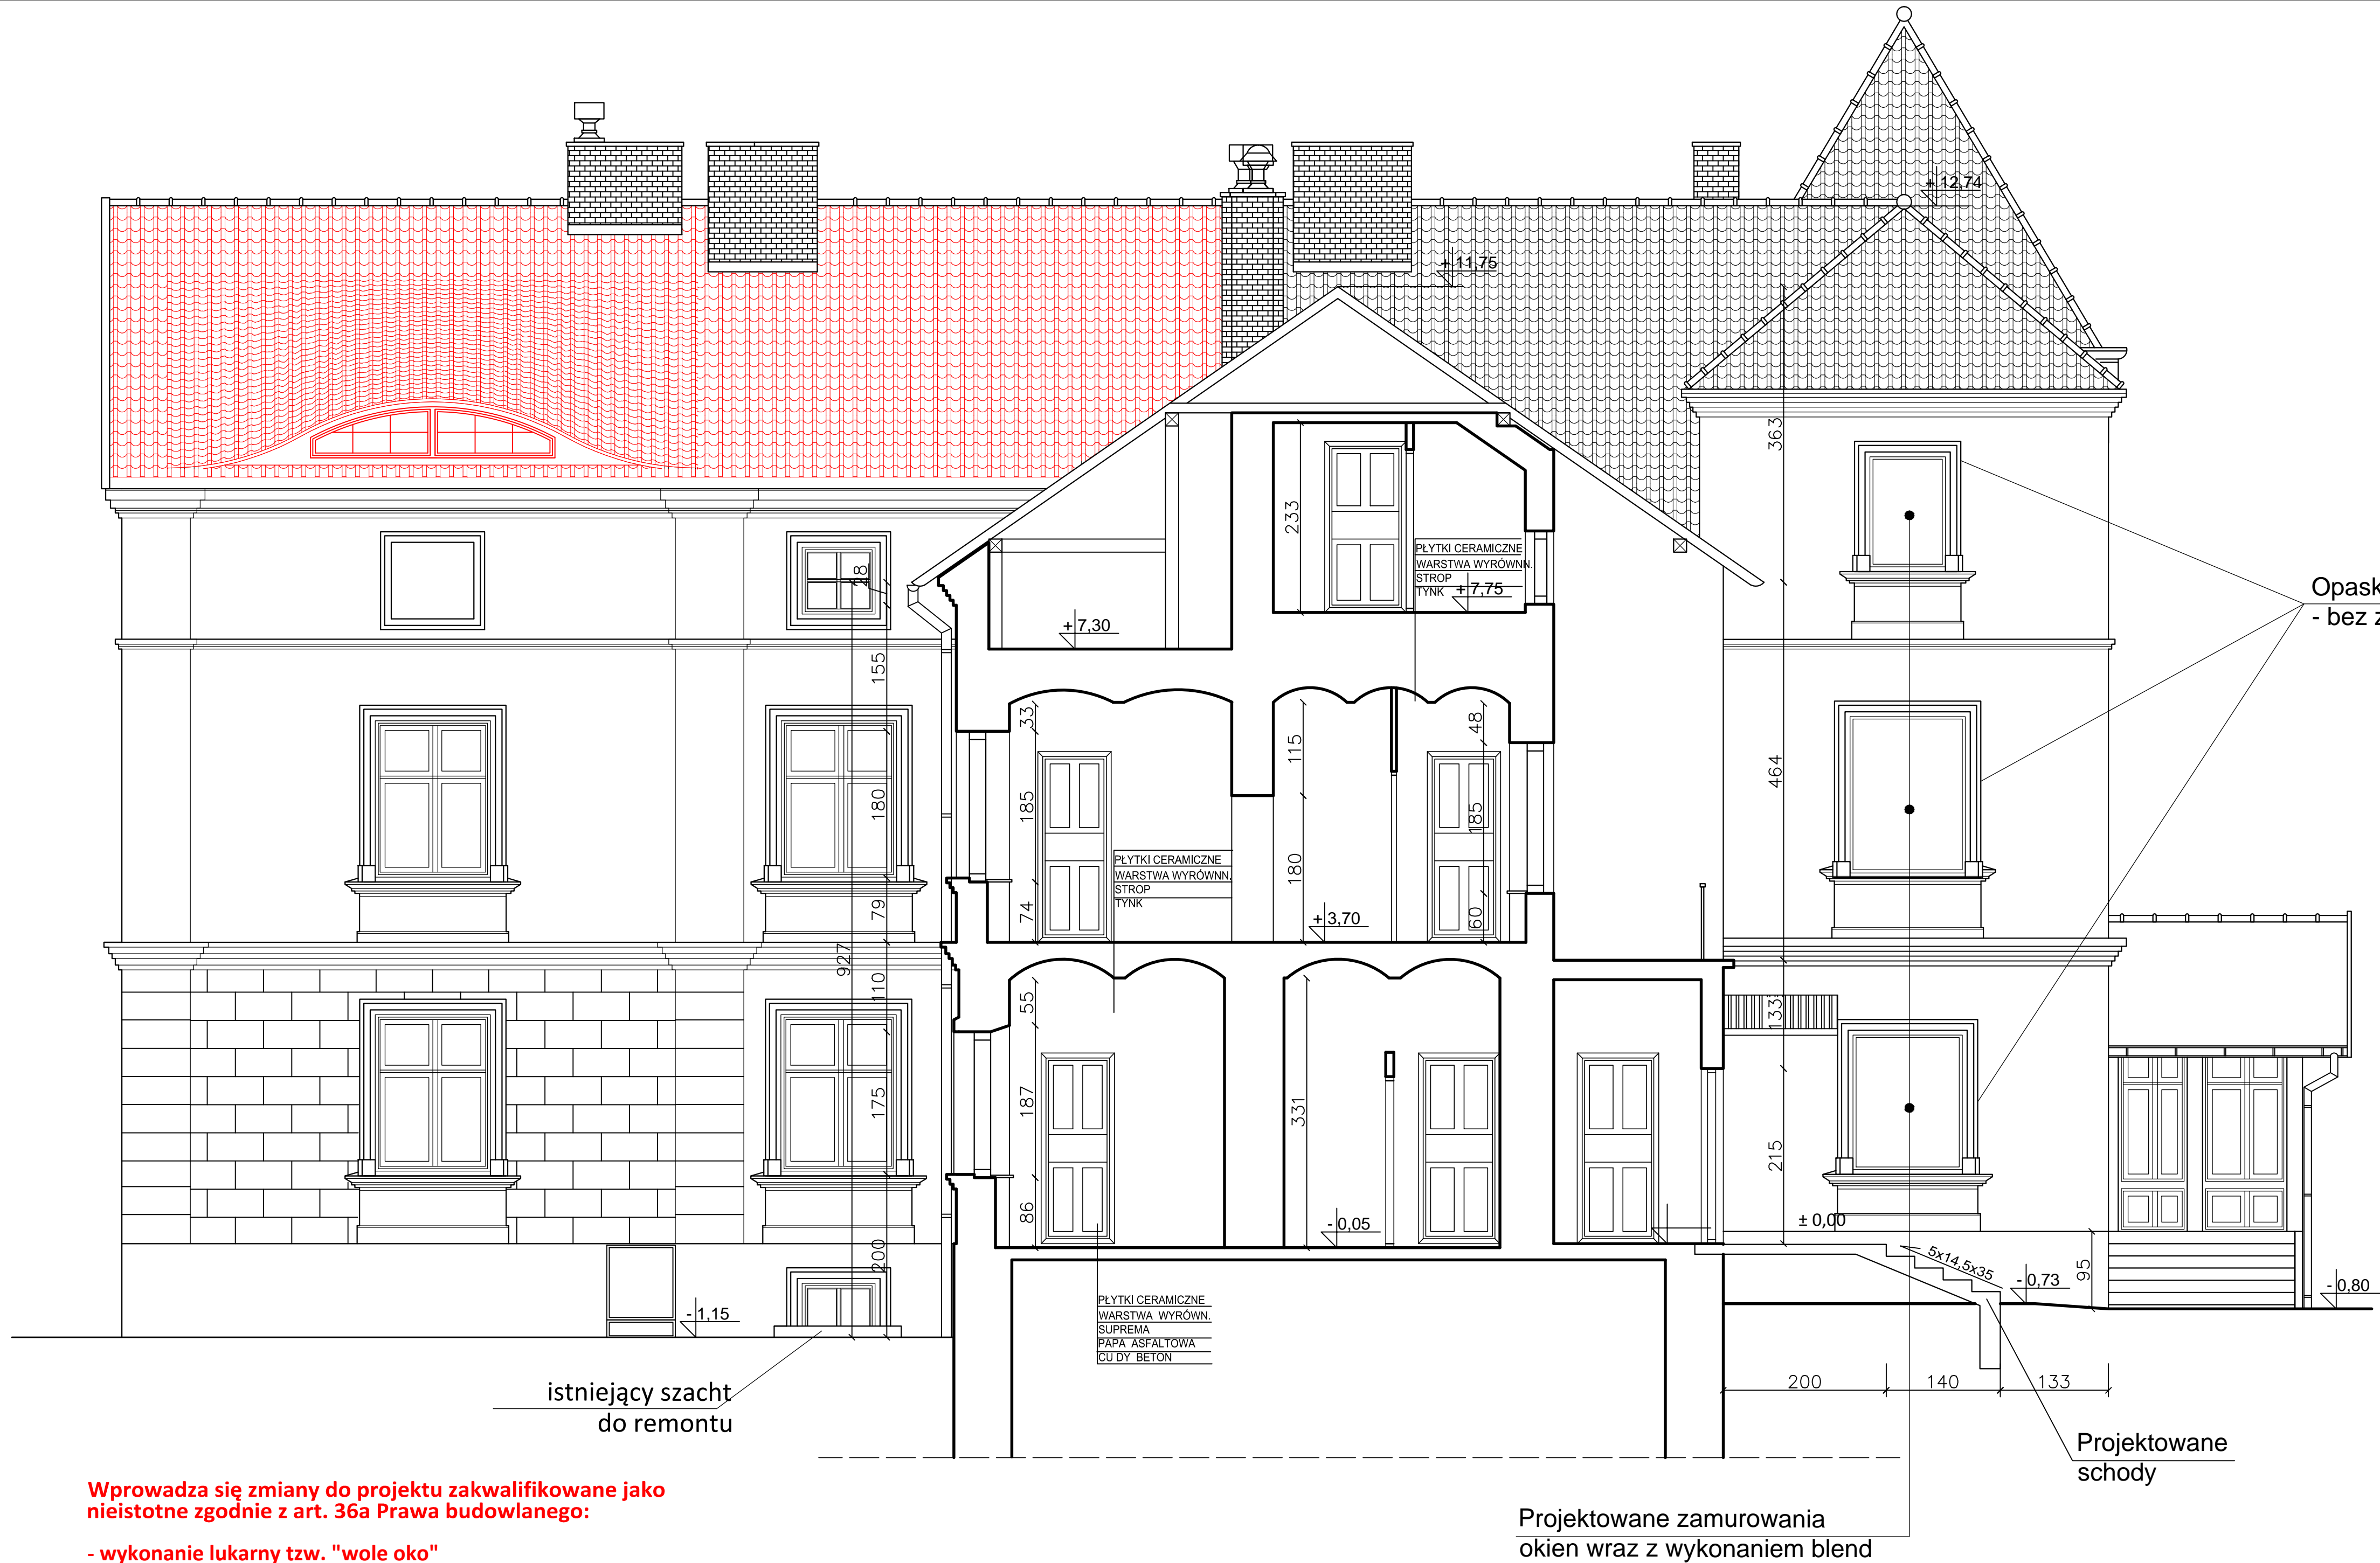 + 12,74
+ 11,75
363
233
PŁYTKI CERAMICZNE
WARSTWA WYRÓWNN.
STROP
TYNK
+ 7,75
28
Opask
- bez z
+ 7,30
155
33
115
48
464
180
185
180
185
PŁYTKI CERAMICZNE
WARSTWA WYRÓWNN.
STROP
TYNK
79
74
+ 3,70
60
927
110
55
133
175
187
331
215
86
- 0,05
± 0,00
200
5x14,5x35
- 0,73
95
- 0,80
- 1,15
PŁYTKI CERAMICZNE
WARSTWA WYRÓWN.
SUPREMA
PAPA ASFALTOWA
CU DY BETON
200
140
133
istniejący szacht
do remontu
Projektowane
schody
Wprowadza się zmiany do projektu zakwalifikowane jako
nieistotne zgodnie z art. 36a Prawa budowlanego:
- wykonanie lukarny tzw. "wole oko"
Projektowane zamurowania
okien wraz z wykonaniem blend